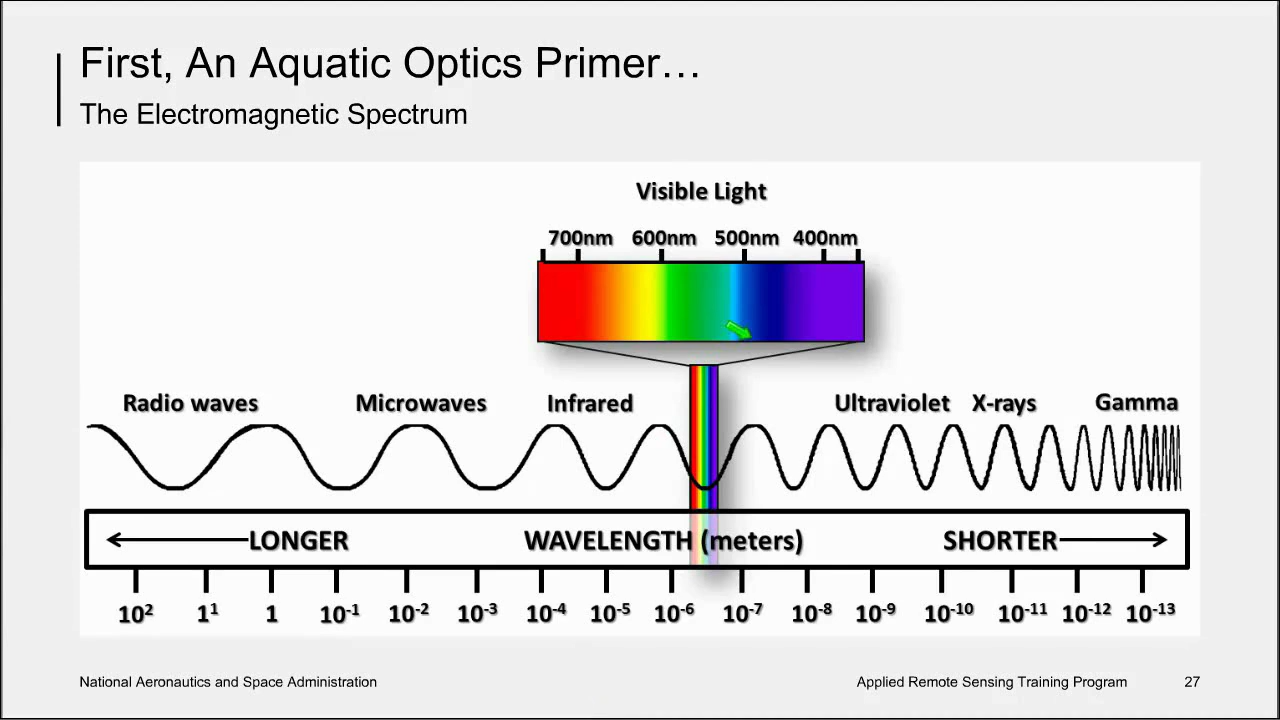 First, An Aquatic Optics Primer…
The Electromagnetic Spectrum
Visible Light
700nm 600nm 500nm 400nm
Radio waves Microwaves Infrared Ultraviolet X-rays Gamma
LONGER WAVELENGTH (meters) SHORTER
10² 1¹ 1 10⁻¹ 10⁻² 10⁻³ 10⁻⁴ 10⁻⁵ 10⁻⁶ 10⁻⁷ 10⁻⁸ 10⁻⁹ 10⁻¹⁰ 10⁻¹¹ 10⁻¹² 10⁻¹³
National Aeronautics and Space Administration Applied Remote Sensing Training Program 27